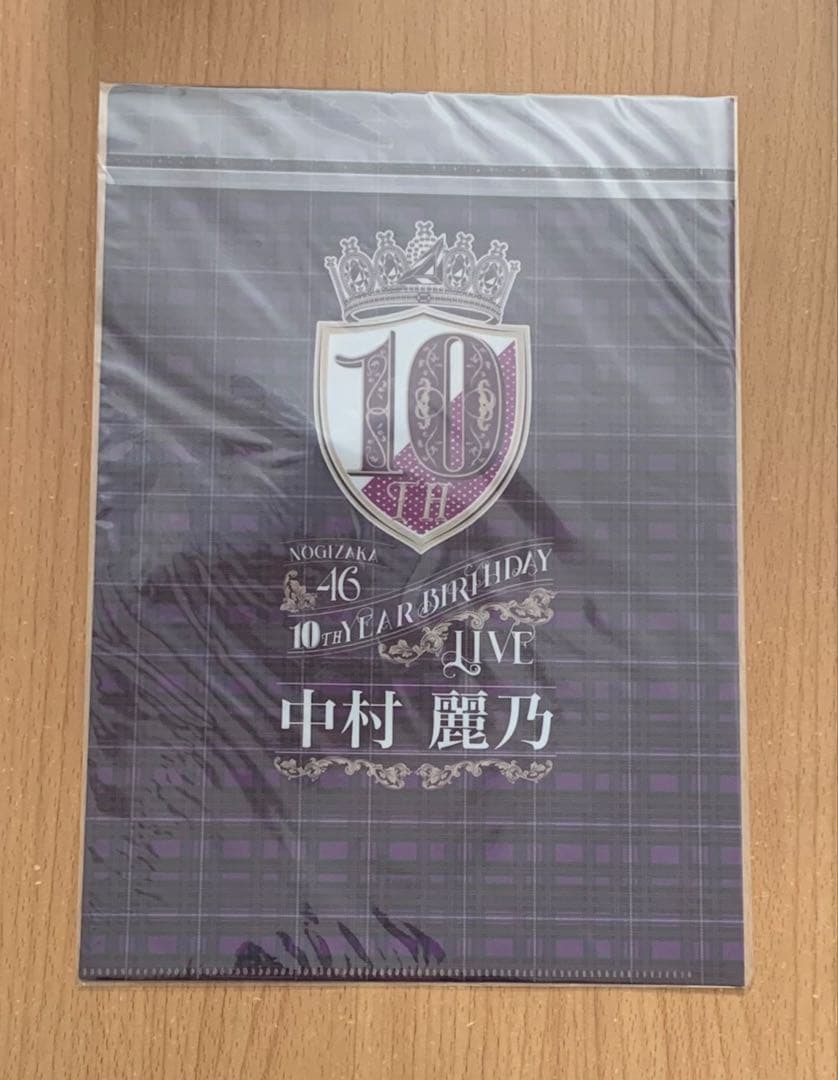 10
TH
NOGIZAKA
46
10TH YEAR BIRTHDAY
LIVE
中村 麗乃